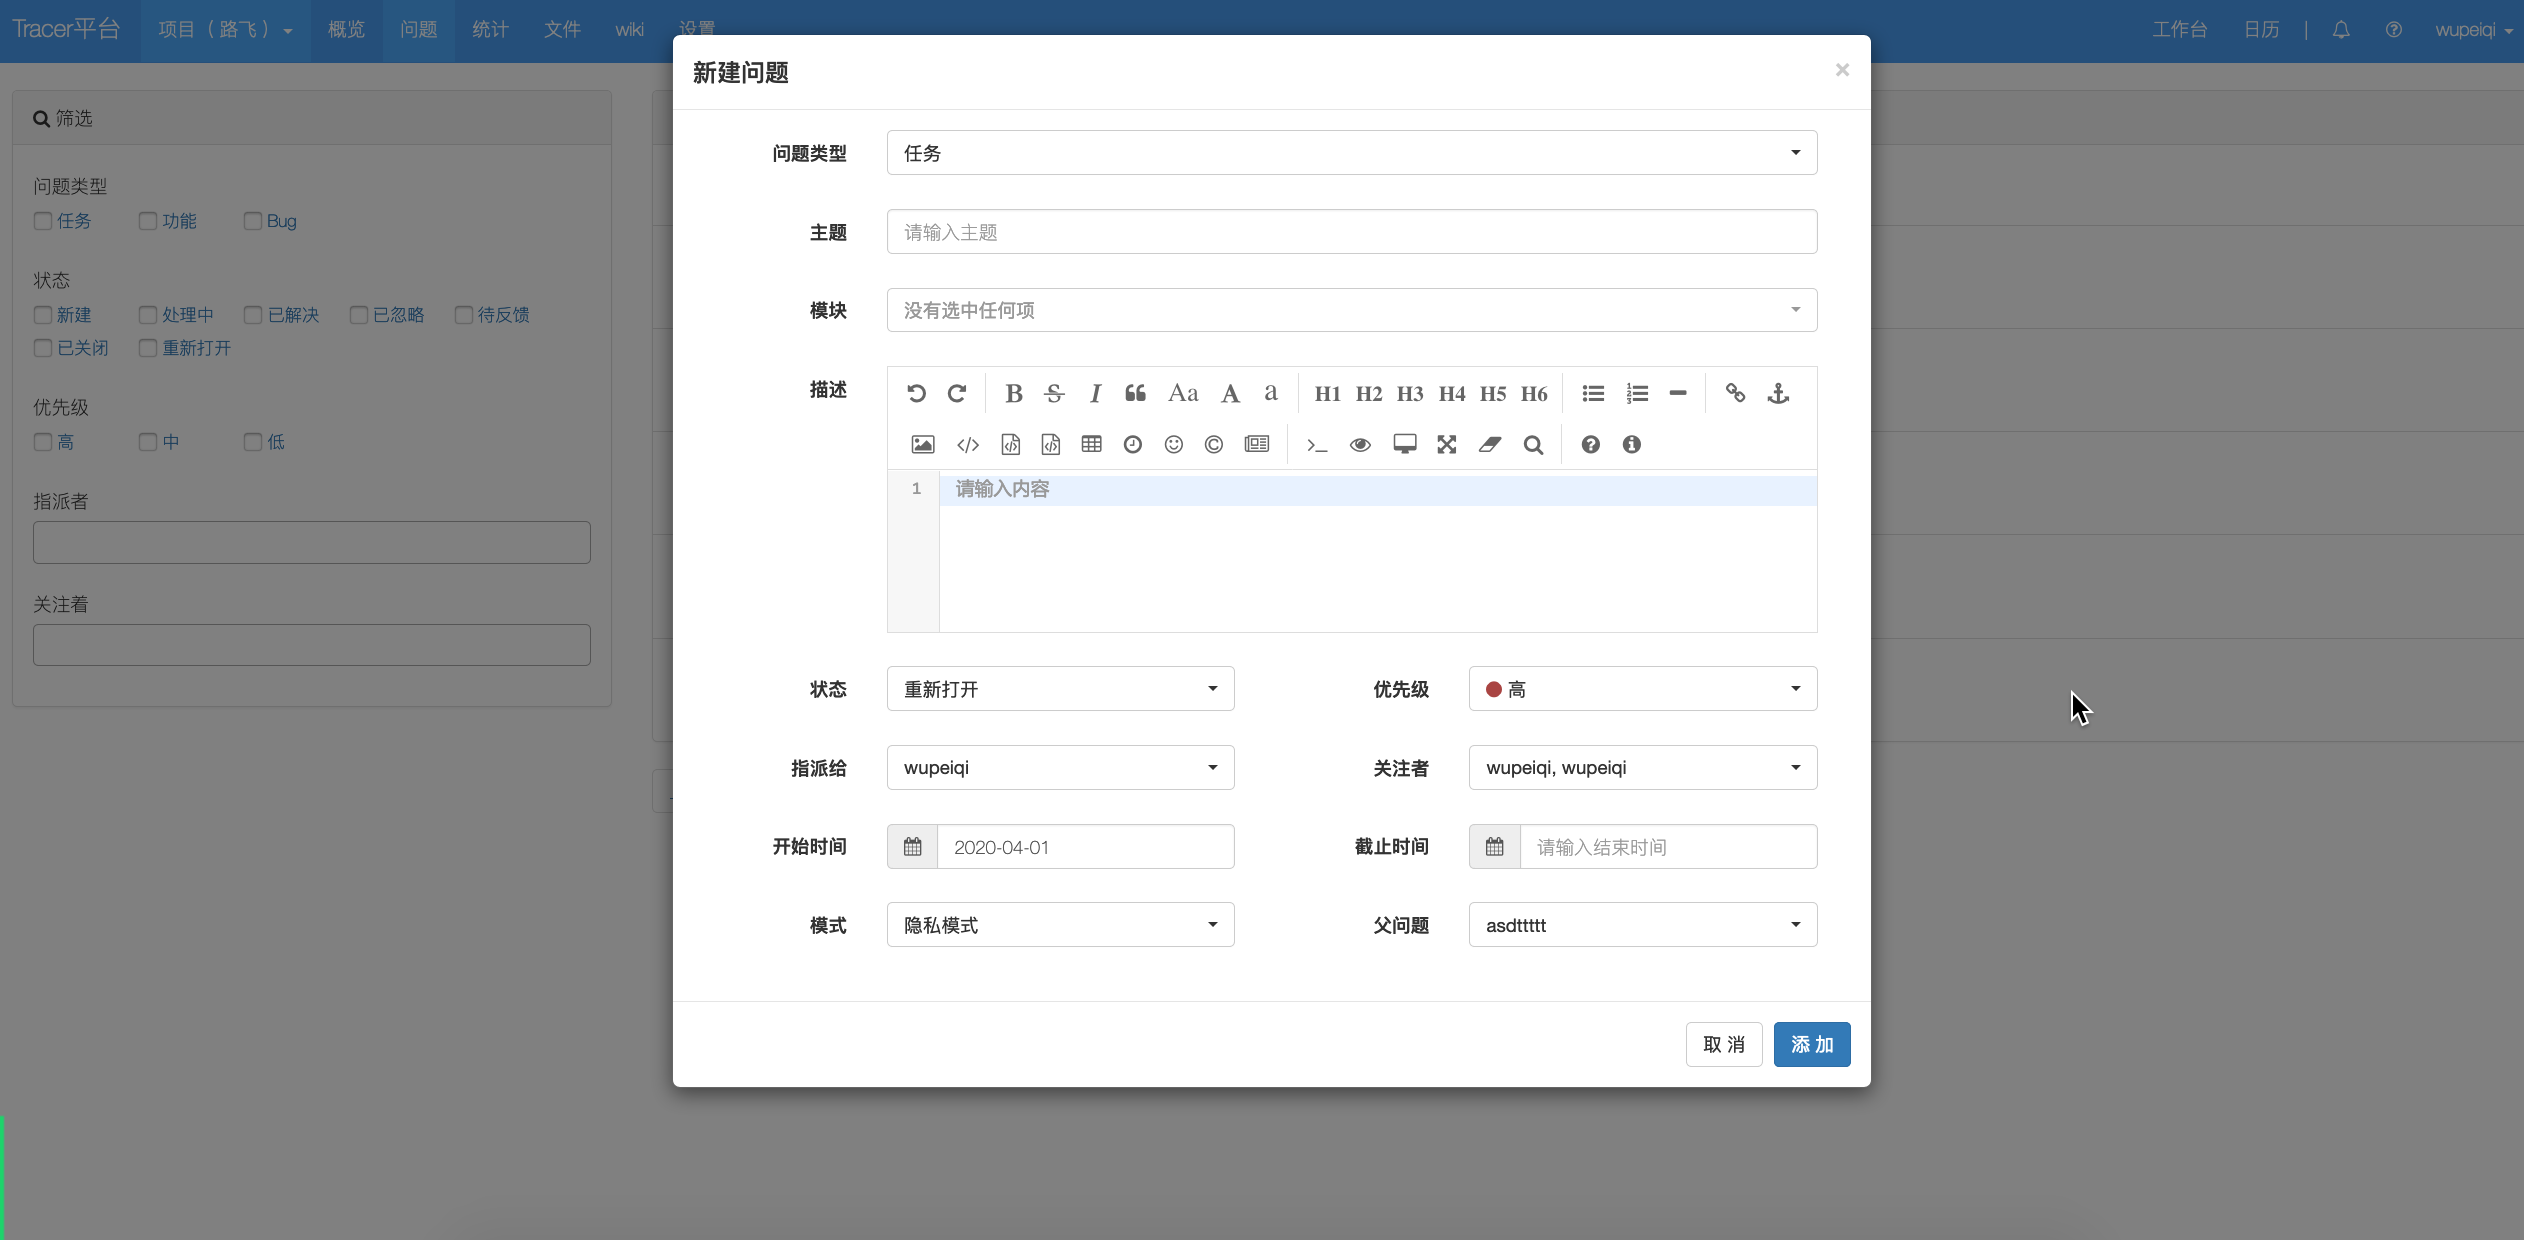 Tracer平台 项目（路飞） 概览 问题 统计 文件 wiki 设置 工作台 日历 | wupeiqi
筛选
问题类型
任务 功能 Bug
状态
新建 处理中 已解决 已忽略 待反馈
已关闭 重新打开
优先级
高 中 低
指派者
关注着
新建问题 ×
问题类型 任务
主题 请输入主题
模块 没有选中任何项
描述 B S I Aa A a H1 H2 H3 H4 H5 H6
1 请输入内容
状态 重新打开 优先级 高
指派给 wupeiqi 关注者 wupeiqi, wupeiqi
开始时间 2020-04-01 截止时间 请输入结束时间
模式 隐私模式 父问题 asdttttt
取 消 添 加